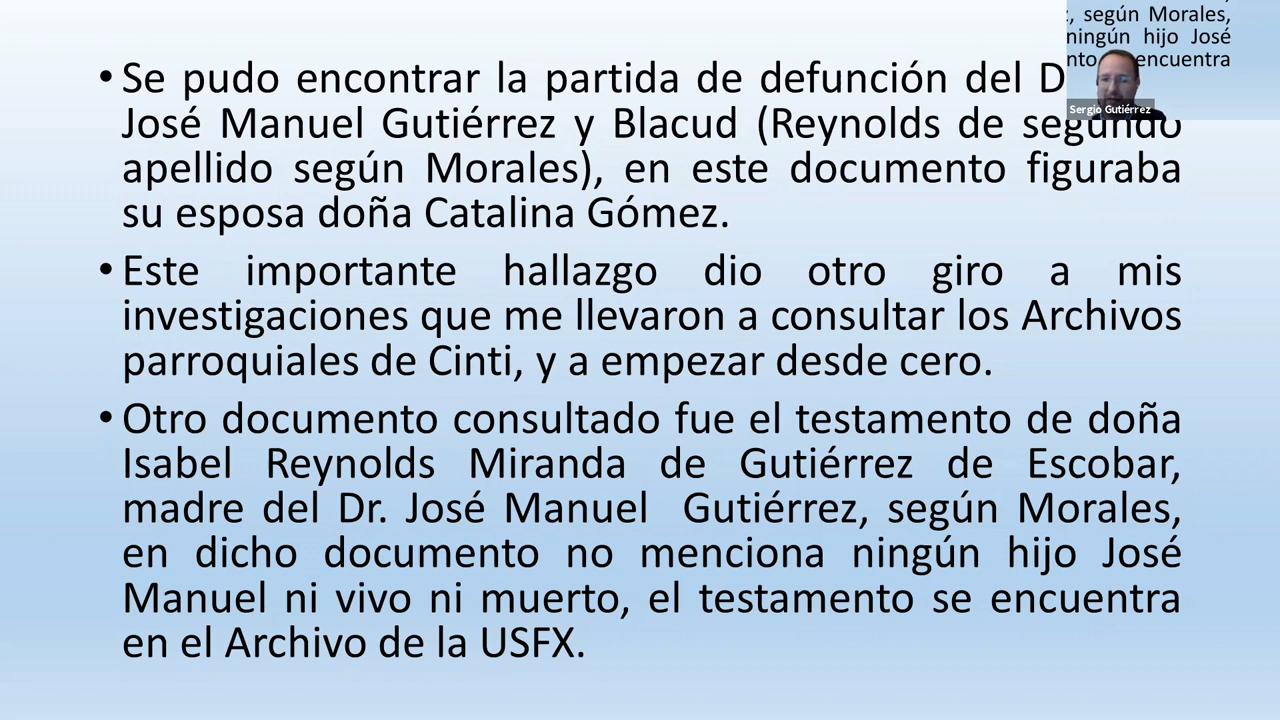 , según Morales,
ningún hijo José
encuentra
Sergio Gutiérrez
• Se pudo encontrar la partida de defunción del D
José Manuel Gutiérrez y Blacud (Reynolds de segundo
apellido según Morales), en este documento figuraba
su esposa doña Catalina Gómez.
• Este importante hallazgo dio otro giro a mis
investigaciones que me llevaron a consultar los Archivos
parroquiales de Cinti, y a empezar desde cero.
• Otro documento consultado fue el testamento de doña
Isabel Reynolds Miranda de Gutiérrez de Escobar,
madre del Dr. José Manuel Gutiérrez, según Morales,
en dicho documento no menciona ningún hijo José
Manuel ni vivo ni muerto, el testamento se encuentra
en el Archivo de la USFX.